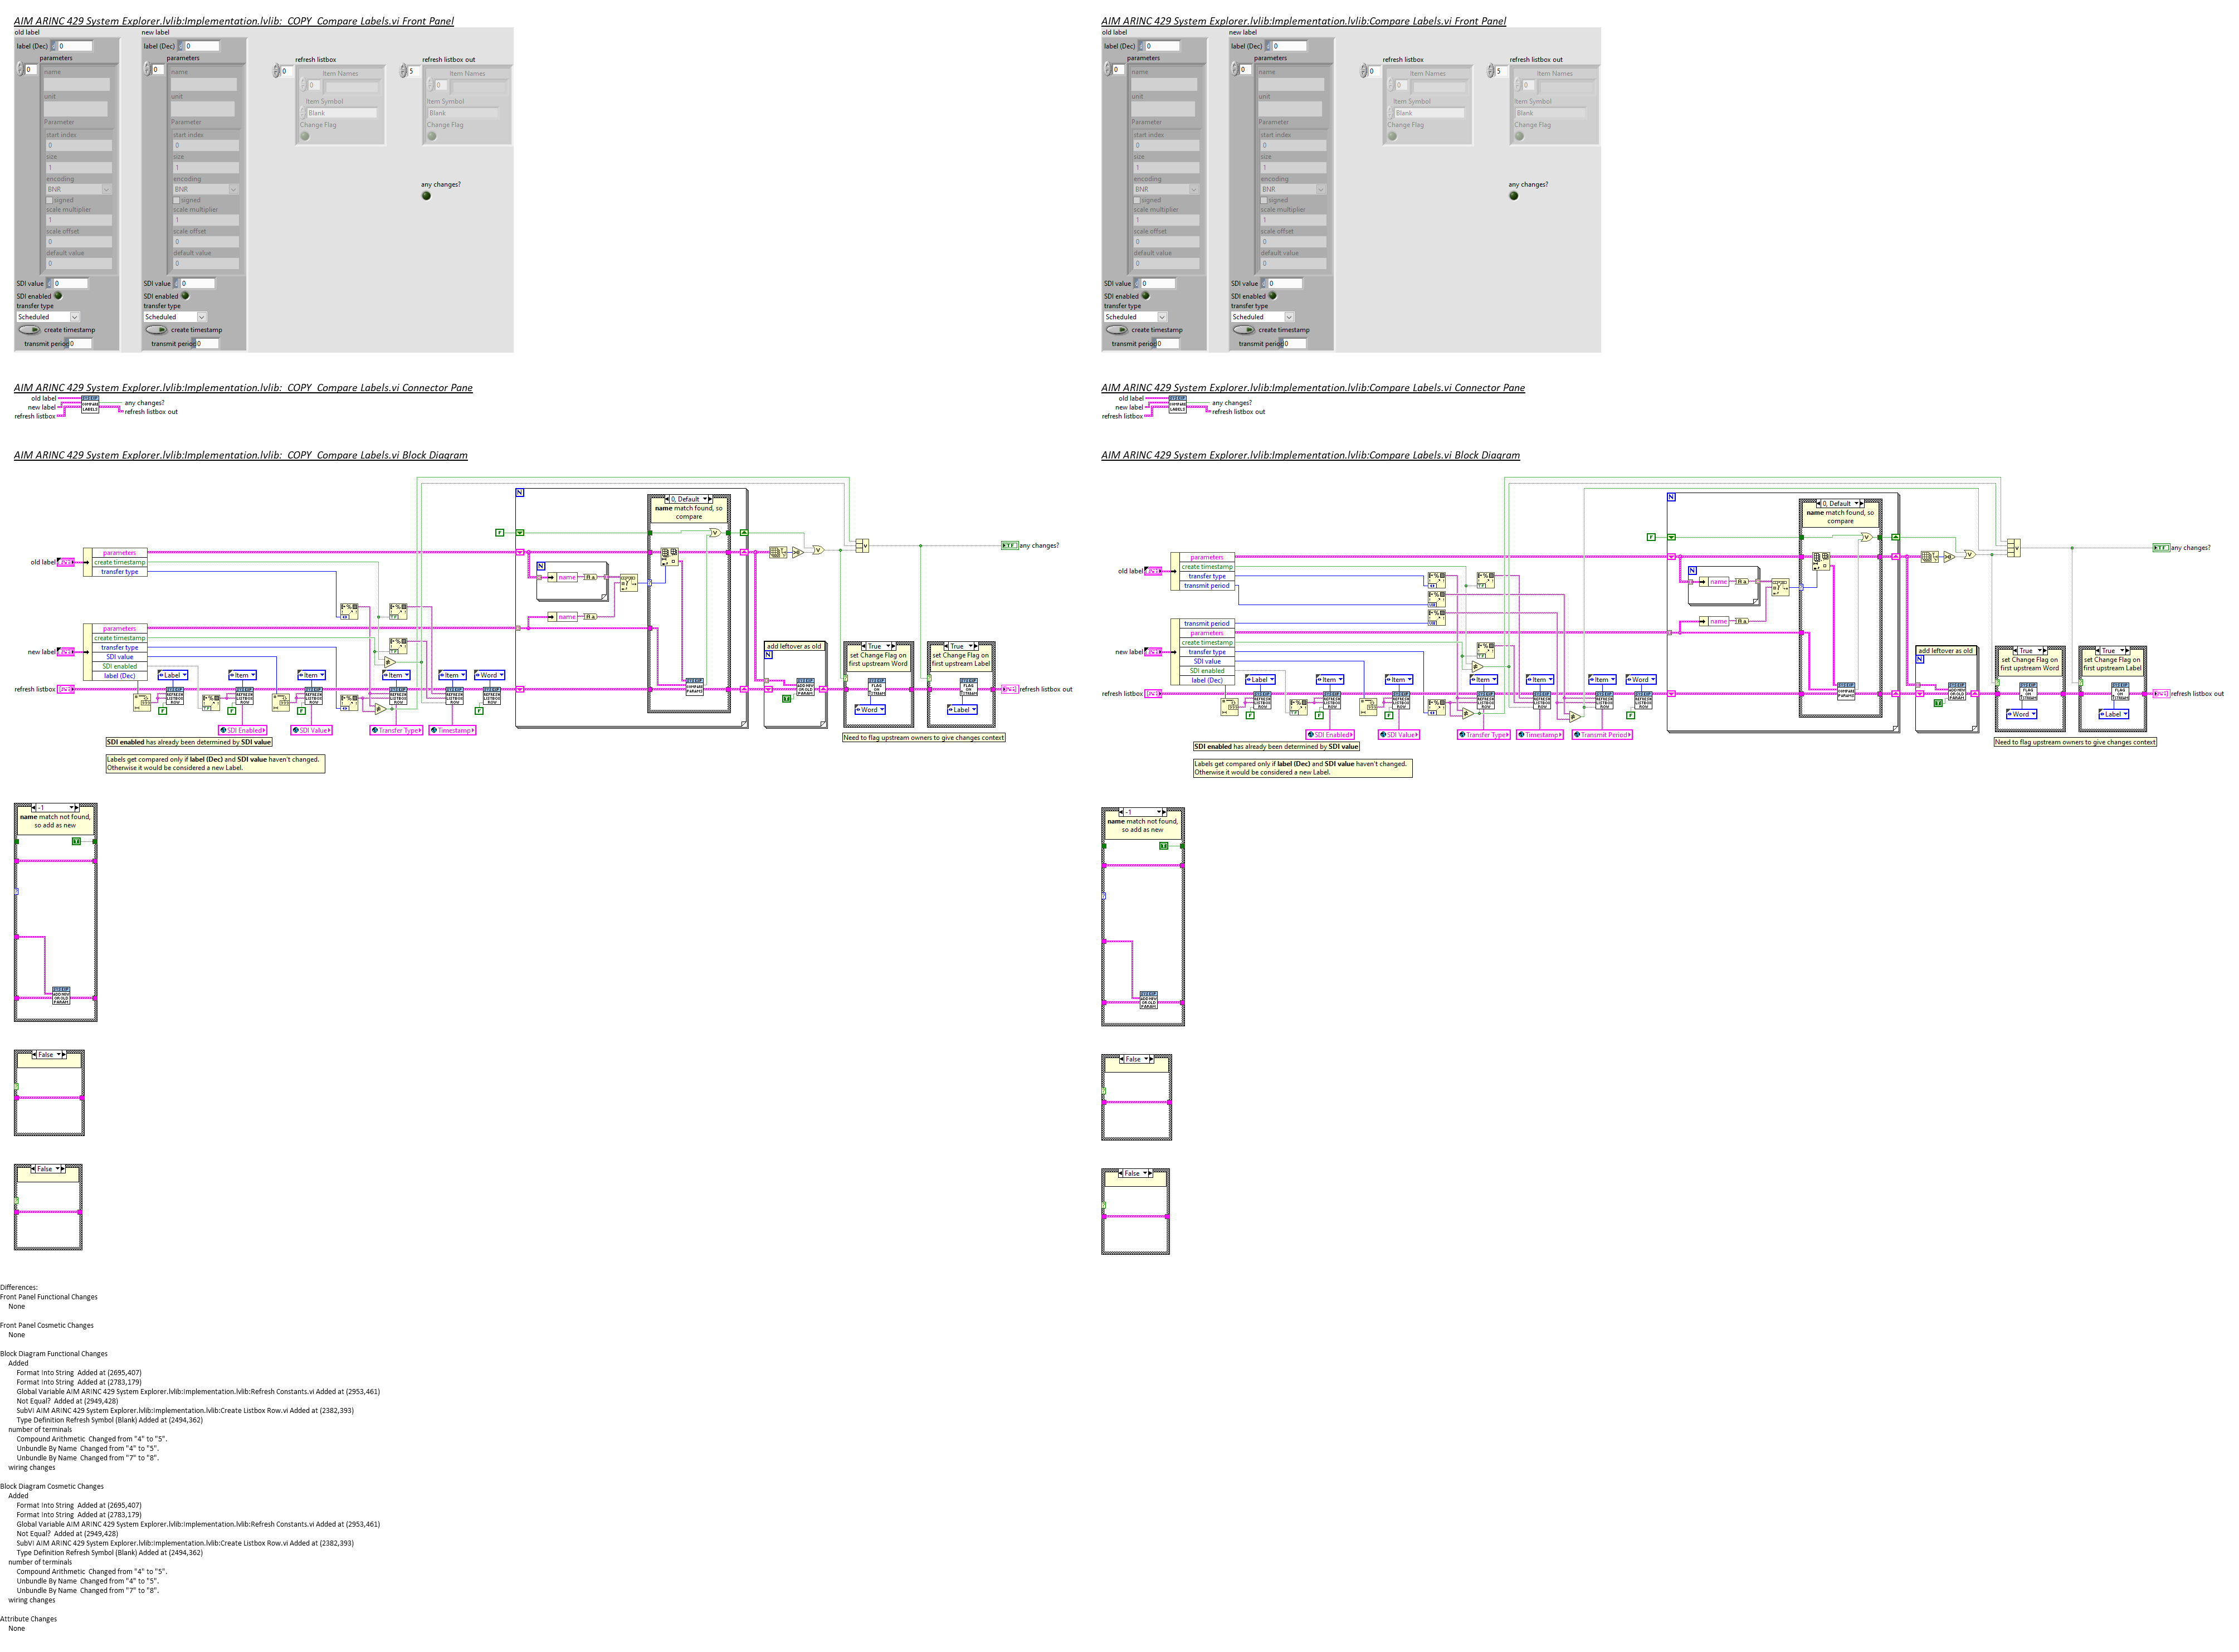 AIM ARINC 429 System Explorer.lvlib:Implementation.lvlib:_COPY_Compare Labels.vi Front Panel
old label
new label
label (Dec) 0
label (Dec) 0
parameters
parameters
0
0
name
name
unit
unit
Parameter
Parameter
start index
start index
0
0
size
size
1
1
encoding
encoding
BNR
BNR
signed
signed
scale multiplier
scale multiplier
1
1
scale offset
scale offset
0
0
default value
default value
0
0
SDI value 0
SDI value 0
SDI enabled
SDI enabled
transfer type
transfer type
Scheduled
Scheduled
create timestamp
create timestamp
transmit period 0
transmit period 0
refresh listbox
refresh listbox out
0
5
Item Names
Item Names
0
0
Item Symbol
Item Symbol
Blank
Blank
Change Flag
Change Flag
any changes?
AIM ARINC 429 System Explorer.lvlib:Implementation.lvlib:Compare Labels.vi Front Panel
old label
new label
label (Dec) 0
label (Dec) 0
parameters
parameters
0
0
name
name
unit
unit
Parameter
Parameter
start index
start index
0
0
size
size
1
1
encoding
encoding
BNR
BNR
signed
signed
scale multiplier
scale multiplier
1
1
scale offset
scale offset
0
0
default value
default value
0
0
SDI value 0
SDI value 0
SDI enabled
SDI enabled
transfer type
transfer type
Scheduled
Scheduled
create timestamp
create timestamp
transmit period 0
transmit period 0
refresh listbox
refresh listbox out
0
5
Item Names
Item Names
0
0
Item Symbol
Item Symbol
Blank
Blank
Change Flag
Change Flag
any changes?
AIM ARINC 429 System Explorer.lvlib:Implementation.lvlib:_COPY_Compare Labels.vi Connector Pane
old label
new label
refresh listbox
COMPARE
LABELS
any changes?
refresh listbox out
AIM ARINC 429 System Explorer.lvlib:Implementation.lvlib:Compare Labels.vi Connector Pane
old label
new label
refresh listbox
COMPARE
LABELS
any changes?
refresh listbox out
AIM ARINC 429 System Explorer.lvlib:Implementation.lvlib:_COPY_Compare Labels.vi Block Diagram
N
0, Default
name match found, so
compare
F
old label
parameters
create timestamp
transfer type
N
name
name
any changes?
new label
parameters
create timestamp
transfer type
SDI value
SDI enabled
label (Dec)
refresh listbox
Label
Item
Item
Item
Item
Word
F
F
F
F
SDI Enabled
SDI Value
Transfer Type
Timestamp
add leftover as old
N
True
set Change Flag on
first upstream Word
Word
True
set Change Flag on
first upstream Label
Label
refresh listbox out
Need to flag upstream owners to give changes context
SDI enabled has already been determined by SDI value
Labels get compared only if label (Dec) and SDI value haven't changed.
Otherwise it would be considered a new Label.
AIM ARINC 429 System Explorer.lvlib:Implementation.lvlib:Compare Labels.vi Block Diagram
N
0, Default
name match found, so
compare
F
old label
parameters
create timestamp
transfer type
transmit period
N
name
name
any changes?
new label
transmit period
parameters
create timestamp
transfer type
SDI value
SDI enabled
label (Dec)
refresh listbox
Label
Item
Item
Item
Item
Item
Word
F
F
F
F
SDI Enabled
SDI Value
Transfer Type
Timestamp
Transmit Period
add leftover as old
N
True
set Change Flag on
first upstream Word
Word
True
set Change Flag on
first upstream Label
Label
refresh listbox out
Need to flag upstream owners to give changes context
SDI enabled has already been determined by SDI value
Labels get compared only if label (Dec) and SDI value haven't changed.
Otherwise it would be considered a new Label.
-1
name match not found,
so add as new
ADD NEW
OR OLD
PARAM
False
False
-1
name match not found,
so add as new
ADD NEW
OR OLD
PARAM
False
False
Differences:
Front Panel Functional Changes
None
Front Panel Cosmetic Changes
None
Block Diagram Functional Changes
Added
Format Into String Added at (2695,407)
Format Into String Added at (2783,179)
Global Variable AIM ARINC 429 System Explorer.lvlib:Implementation.lvlib:Refresh Constants.vi Added at (2953,461)
Not Equal? Added at (2949,428)
SubVI AIM ARINC 429 System Explorer.lvlib:Implementation.lvlib:Create Listbox Row.vi Added at (2382,393)
Type Definition Refresh Symbol (Blank) Added at (2494,362)
number of terminals
Compound Arithmetic Changed from "4" to "5".
Unbundle By Name Changed from "4" to "5".
Unbundle By Name Changed from "7" to "8".
wiring changes
Block Diagram Cosmetic Changes
Added
Format Into String Added at (2695,407)
Format Into String Added at (2783,179)
Global Variable AIM ARINC 429 System Explorer.lvlib:Implementation.lvlib:Refresh Constants.vi Added at (2953,461)
Not Equal? Added at (2949,428)
SubVI AIM ARINC 429 System Explorer.lvlib:Implementation.lvlib:Create Listbox Row.vi Added at (2382,393)
Type Definition Refresh Symbol (Blank) Added at (2494,362)
number of terminals
Compound Arithmetic Changed from "4" to "5".
Unbundle By Name Changed from "4" to "5".
Unbundle By Name Changed from "7" to "8".
wiring changes
Attribute Changes
None